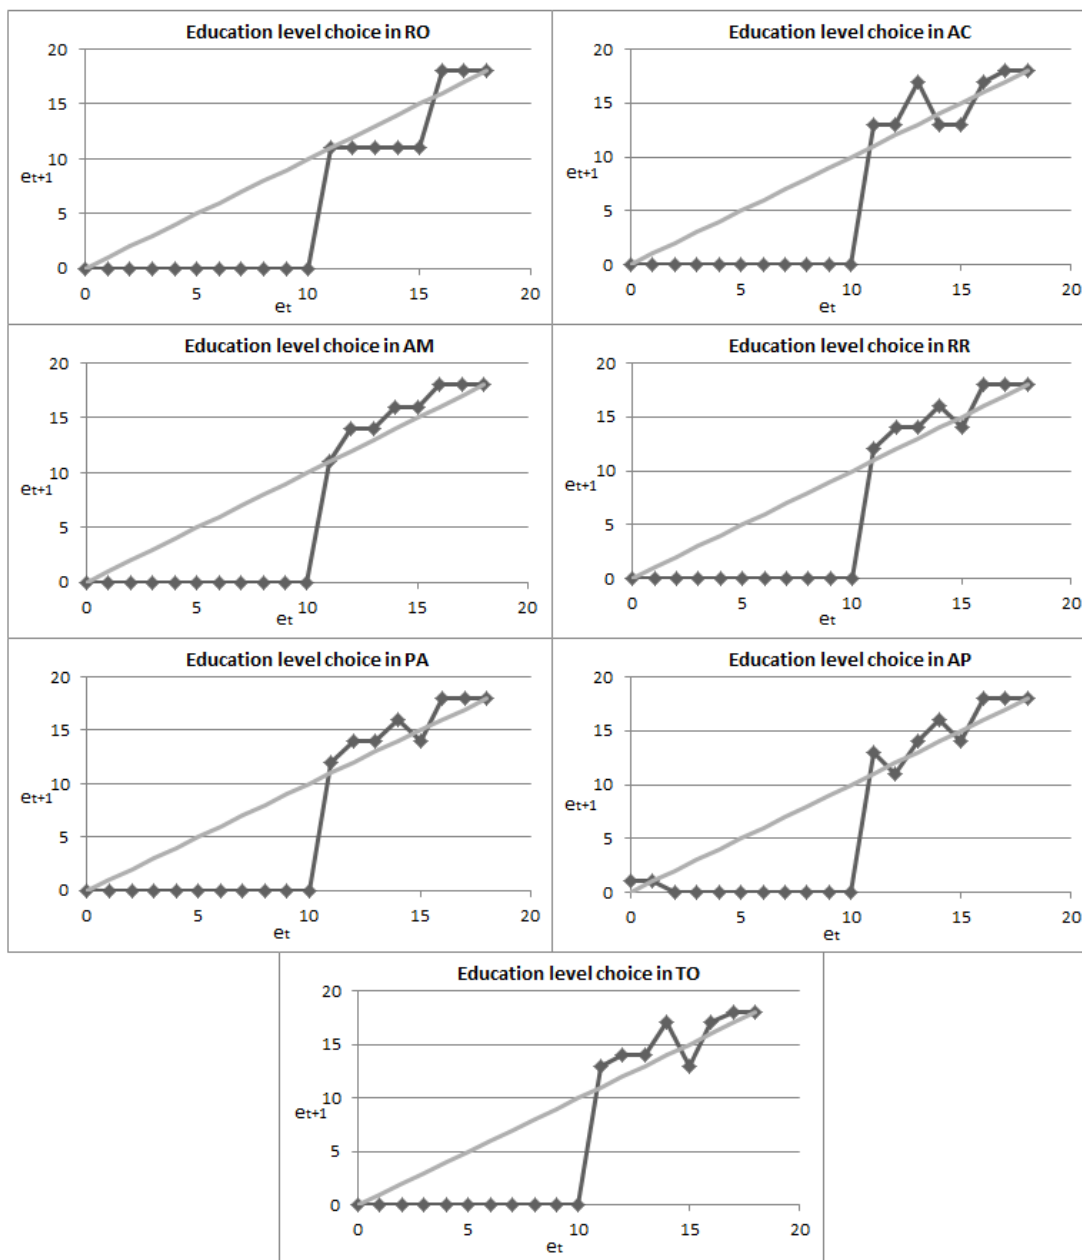 Education level choice in RO
20
15
10
5
0
et+1
0 5 10 15 20
et
Education level choice in AC
20
15
10
5
0
et+1
0 5 10 15 20
et
Education level choice in AM
20
15
10
5
0
et+1
0 5 10 15 20
et
Education level choice in RR
20
15
10
5
0
et+1
0 5 10 15 20
et
Education level choice in PA
20
15
10
5
0
et+1
0 5 10 15 20
et
Education level choice in AP
20
15
10
5
0
et+1
0 5 10 15 20
et
Education level choice in TO
20
15
10
5
0
et+1
0 5 10 15 20
et